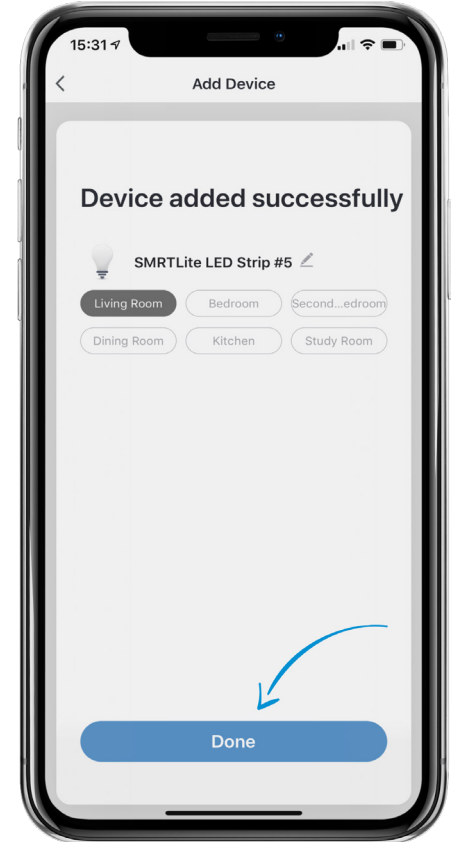 15:31
Add Device
Device added successfully
SMRTLite LED Strip #5
Living Room Bedroom Second...edroom
Dining Room Kitchen Study Room
Done